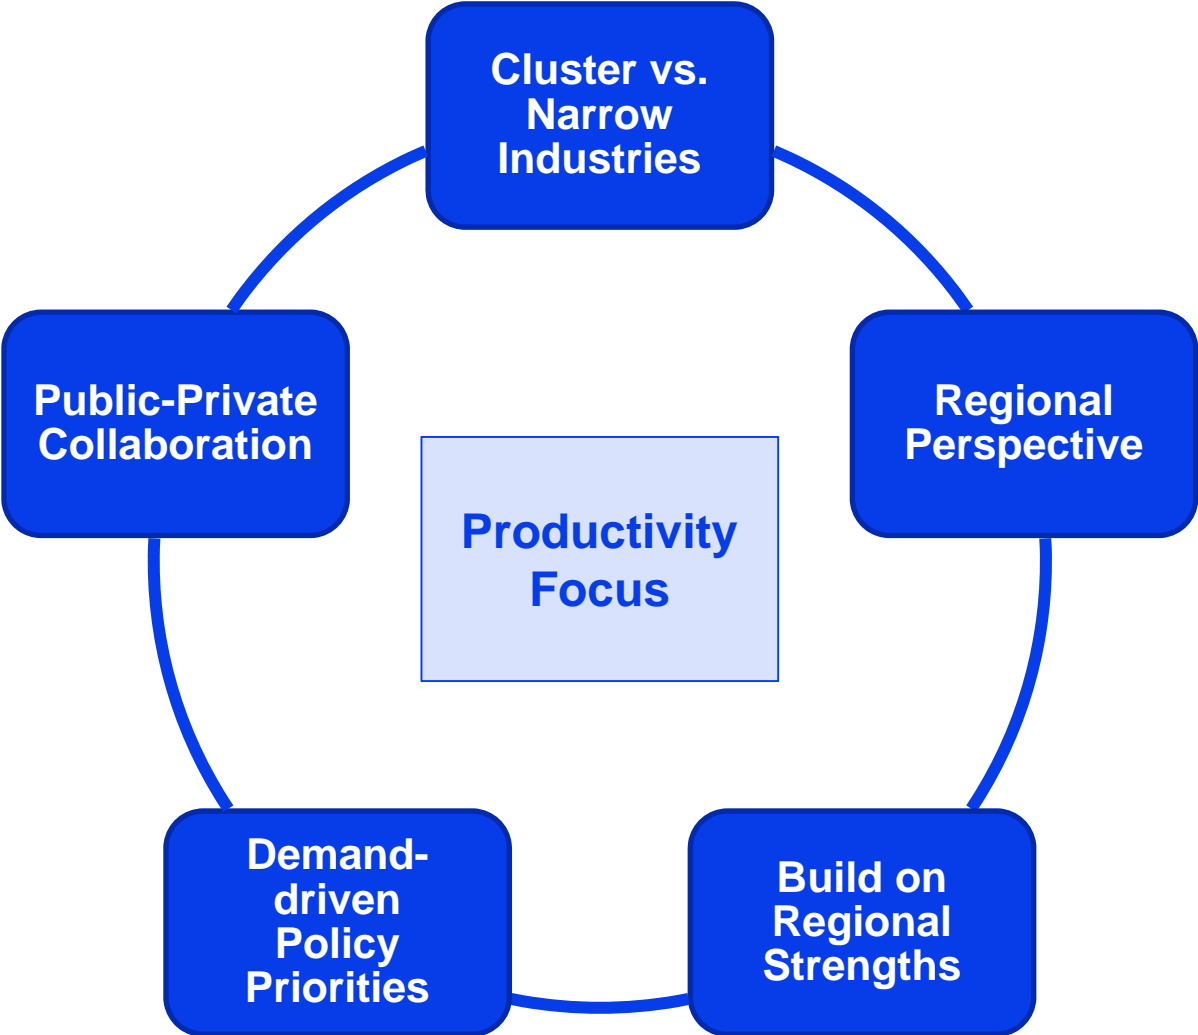 Cluster vs.
Narrow
Industries
Public-Private
Collaboration
Regional
Perspective
Productivity
Focus
Demand-
driven
Policy
Priorities
Build on
Regional
Strengths